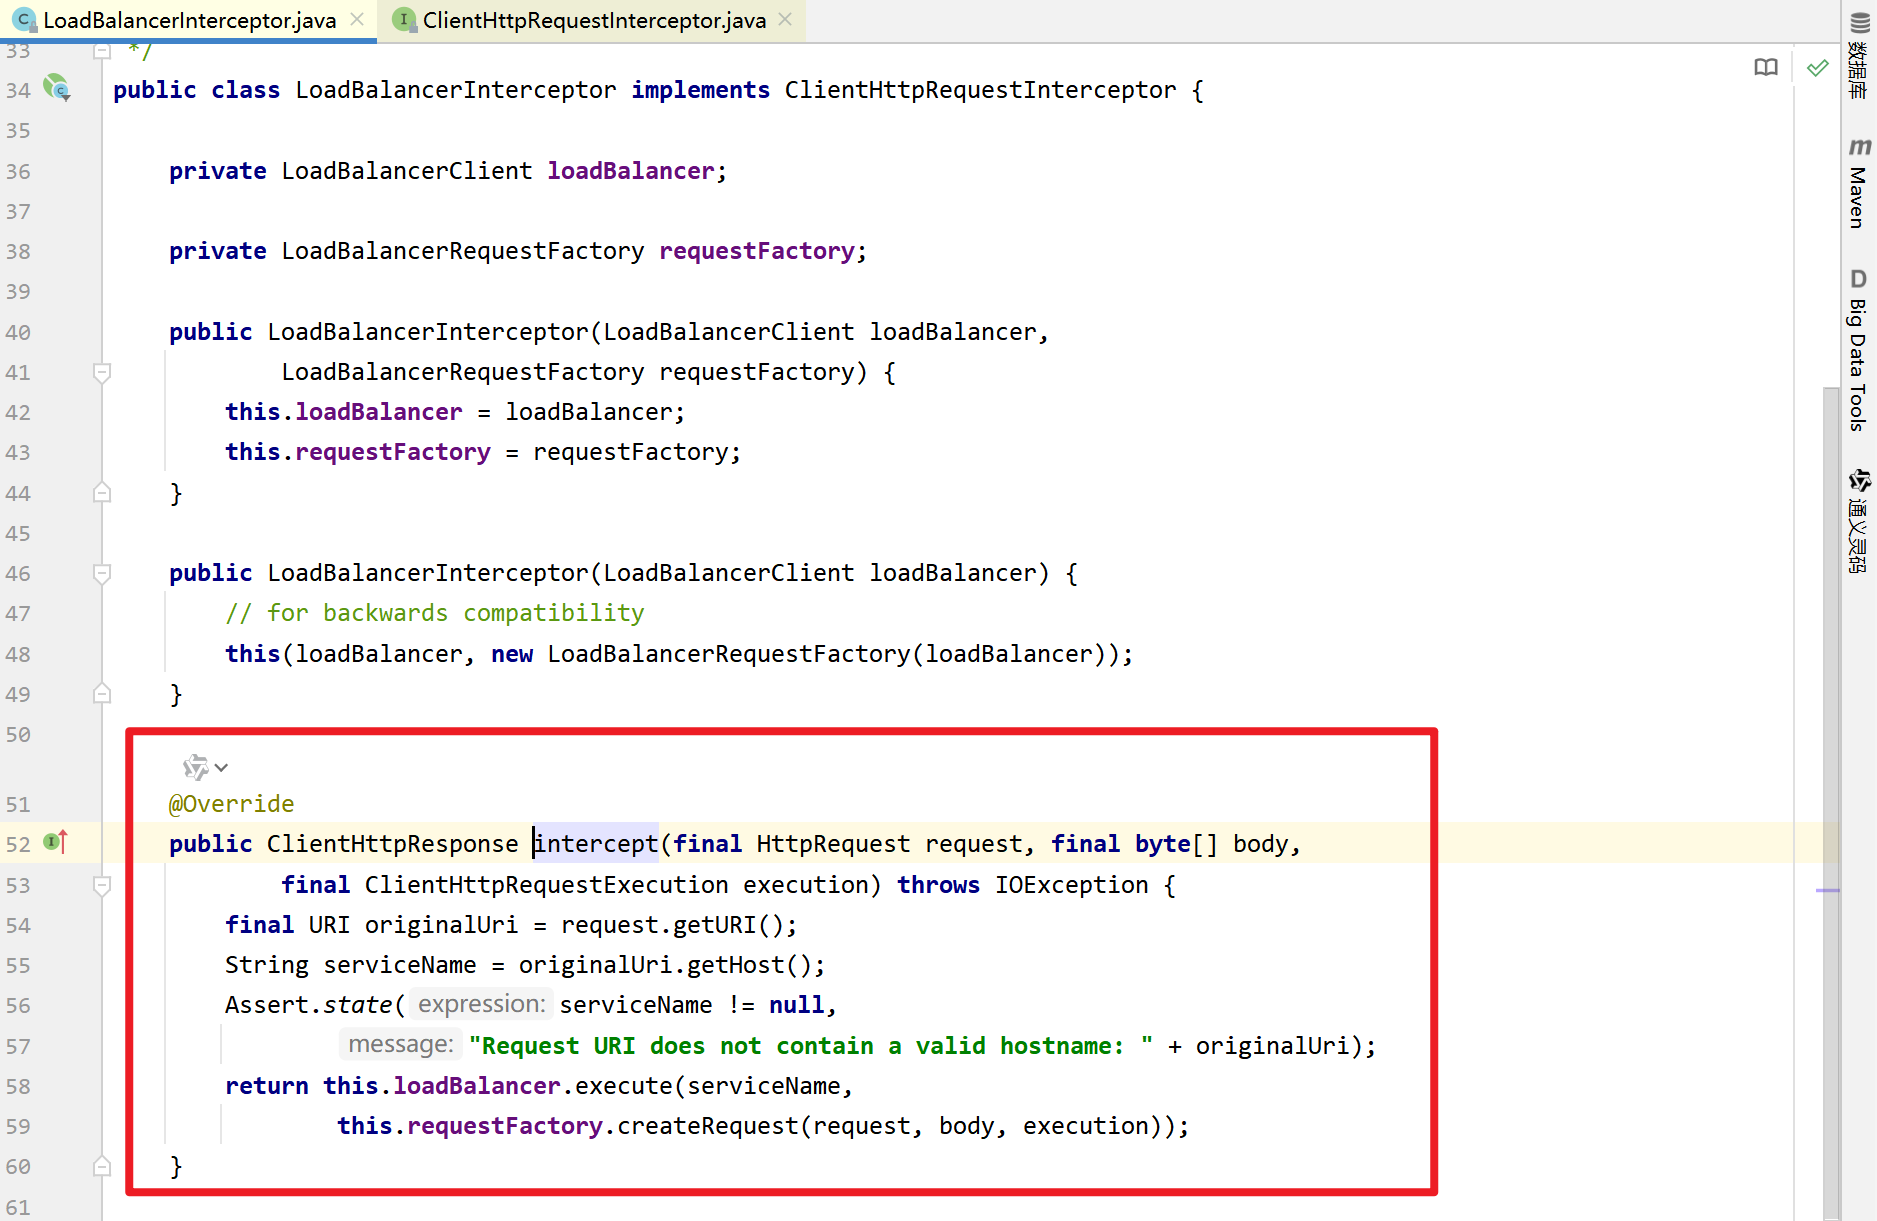 LoadBalancerInterceptor.java
ClientHttpRequestInterceptor.java
33 */
34 public class LoadBalancerInterceptor implements ClientHttpRequestInterceptor {
35
36 private LoadBalancerClient loadBalancer;
37
38 private LoadBalancerRequestFactory requestFactory;
39
40 public LoadBalancerInterceptor(LoadBalancerClient loadBalancer,
41 LoadBalancerRequestFactory requestFactory) {
42 this.loadBalancer = loadBalancer;
43 this.requestFactory = requestFactory;
44 }
45
46 public LoadBalancerInterceptor(LoadBalancerClient loadBalancer) {
47 // for backwards compatibility
48 this(loadBalancer, new LoadBalancerRequestFactory(loadBalancer));
49 }
50
51 @Override
52 public ClientHttpResponse intercept(final HttpRequest request, final byte[] body,
53 final ClientHttpRequestExecution execution) throws IOException {
54 final URI originalUri = request.getURI();
55 String serviceName = originalUri.getHost();
56 Assert.state( expression: serviceName != null,
57 message: "Request URI does not contain a valid hostname: " + originalUri);
58 return this.loadBalancer.execute(serviceName,
59 this.requestFactory.createRequest(request, body, execution));
60 }
61
数据库
m Maven
D Big Data Tools
通义灵码